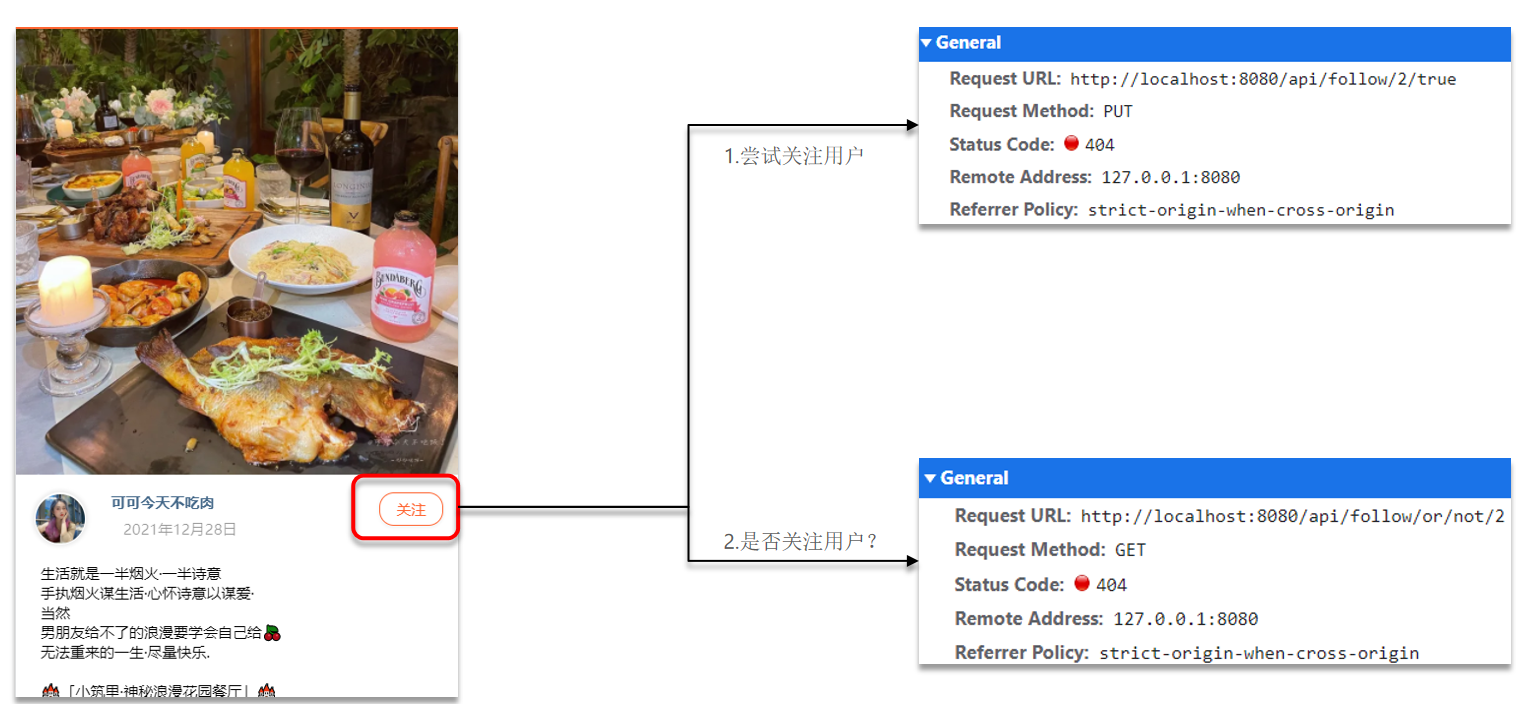 BUNDABERG
可可今天不吃肉
2021年12月28日
关注
生活就是一半烟火·一半诗意
手执烟火谋生活·心怀诗意以谋爱·
当然
男朋友给不了的浪漫要学会自己给🍒
无法重来的一生·尽量快乐.
🏰「小筑里·神秘浪漫花园餐厅」🏰
1.尝试关注用户
General
Request URL: http://localhost:8080/api/follow/2/true
Request Method: PUT
Status Code: 🔴 404
Remote Address: 127.0.0.1:8080
Referrer Policy: strict-origin-when-cross-origin
2.是否关注用户？
General
Request URL: http://localhost:8080/api/follow/or/not/2
Request Method: GET
Status Code: 🔴 404
Remote Address: 127.0.0.1:8080
Referrer Policy: strict-origin-when-cross-origin